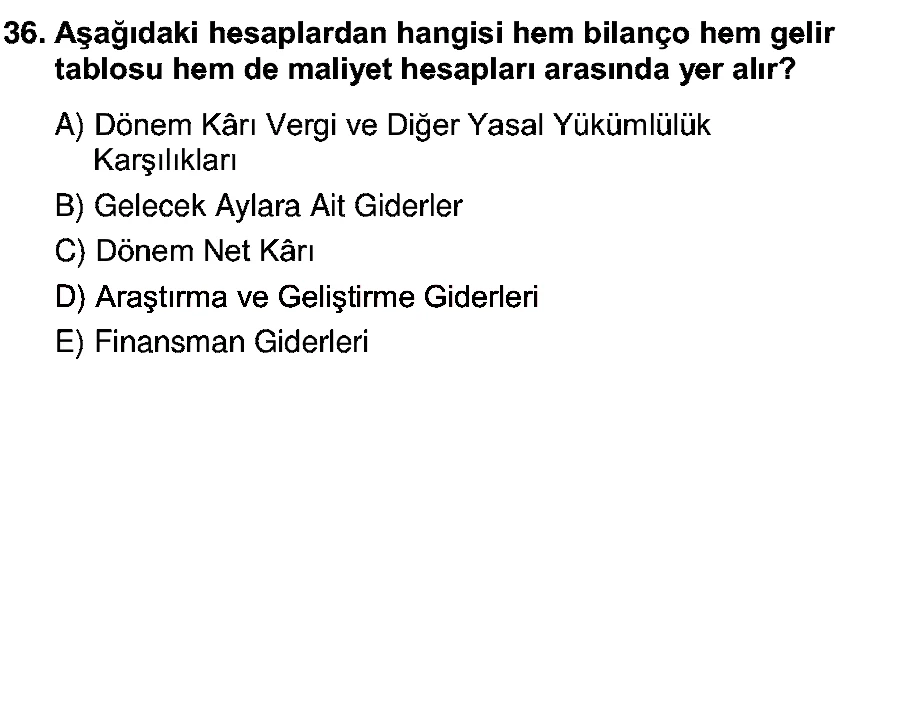 36. Aşağıdaki hesaplardan hangisi hem bilanço hem gelir
tablosu hem de maliyet hesapları arasında yer alır?
A) Dönem Kârı Vergi ve Diğer Yasal Yükümlülük
Karşılıkları
B) Gelecek Aylara Ait Giderler
C) Dönem Net Kârı
D) Araştırma ve Geliştirme Giderleri
E) Finansman Giderleri